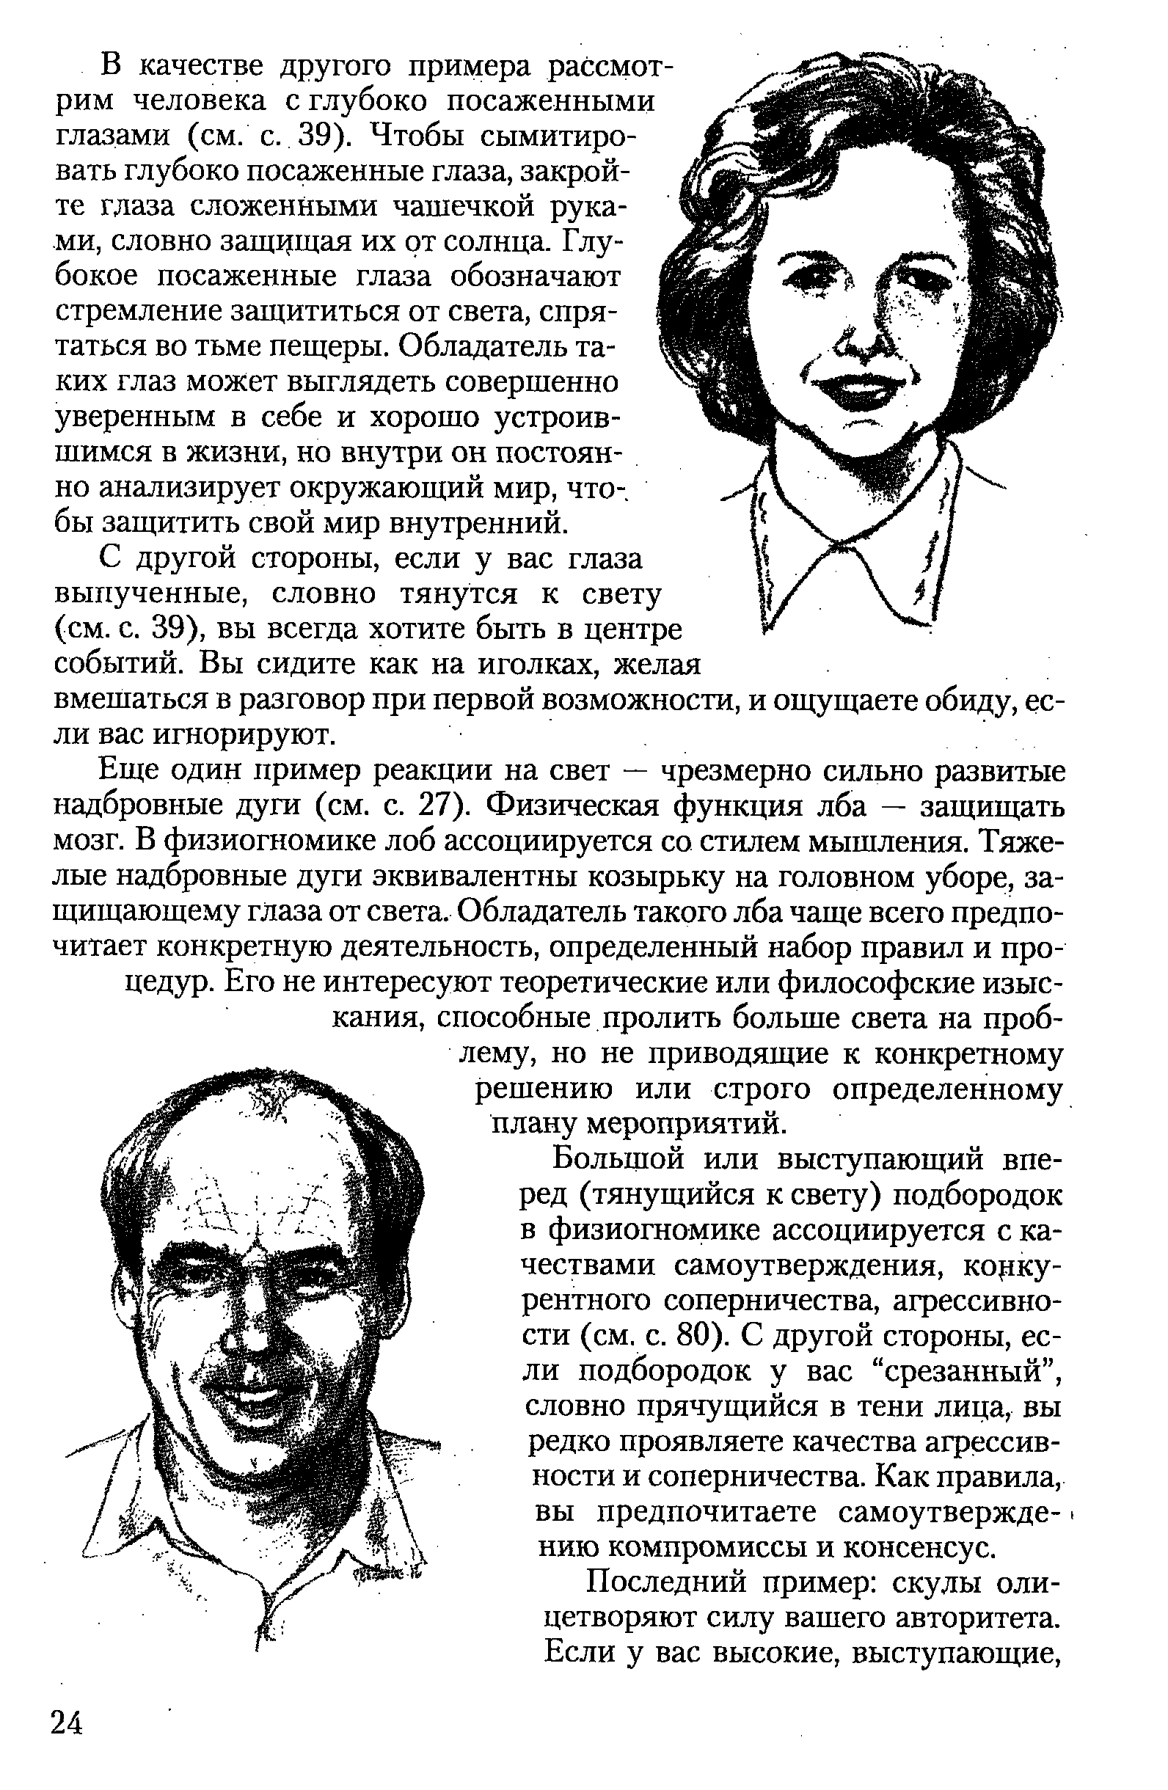 В качестве другого примера рассмот-
рим человека с глубоко посаженными
глазами (см. с. 39). Чтобы сымитиро-
вать глубоко посаженные глаза, закрой-
те глаза сложенными чашечкой рука-
ми, словно защищая их от солнца. Глу-
бокое посаженные глаза обозначают
стремление защититься от света, спря-
таться во тьме пещеры. Обладатель та-
ких глаз может выглядеть совершенно
уверенным в себе и хорошо устроив-
шимся в жизни, но внутри он постоян-
но анализирует окружающий мир, что-
бы защитить свой мир внутренний.
С другой стороны, если у вас глаза
выпученные, словно тянутся к свету
(см. с. 39), вы всегда хотите быть в центре
событий. Вы сидите как на иголках, желая
вмешаться в разговор при первой возможности, и ощущаете обиду, ес-
ли вас игнорируют.
Еще один пример реакции на свет — чрезмерно сильно развитые
надбровные дуги (см. с. 27). Физическая функция лба — защищать
мозг. В физиогномике лоб ассоциируется со стилем мышления. Тяже-
лые надбровные дуги эквивалентны козырьку на головном уборе, за-
щищающему глаза от света. Обладатель такого лба чаще всего предпо-
читает конкретную деятельность, определенный набор правил и про-
цедур. Его не интересуют теоретические или философские изыс-
кания, способные пролить больше света на проб-
лему, но не приводящие к конкретному
решению или строго определенному
плану мероприятий.
Большой или выступающий впе-
ред (тянущийся к свету) подбородок
в физиогномике ассоциируется с ка-
чествами самоутверждения, конку-
рентного соперничества, агрессивно-
сти (см. с. 80). С другой стороны, ес-
ли подбородок у вас “срезанный”,
словно прячущийся в тени лица, вы
редко проявляете качества агрессив-
ности и соперничества. Как правила,
вы предпочитаете самоутвержде-
нию компромиссы и консенсус.
Последний пример: скулы оли-
цетворяют силу вашего авторитета.
Если у вас высокие, выступающие,
24